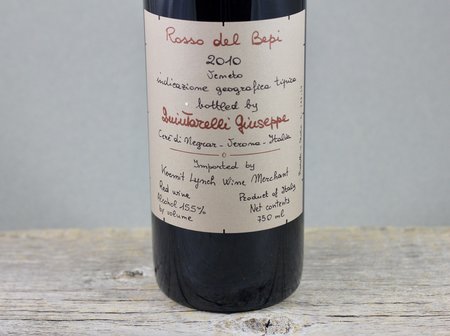 Rosso del Bepi
2010
Veneto
indicazione geografica tipica
bottled by
Quintarelli Giuseppe
Cerè di Negrar - Verona - Italia
Imported by
Kermit Lynch Wine Merchant
Red wine
Alcohol 15.5%
by volume
Product of Italy
Net contents
750 ml